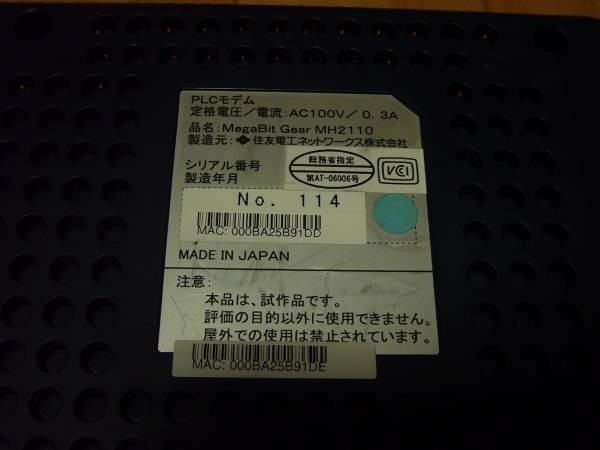 PLCモデム
定格電圧／電流：AC100V／0.3A
品名：MegaBit Gear MH2110
製造元：住友電工ネットワークス株式会社
シリアル番号
製造年月
総務省指定
第AT-06006号
VCI
No. 114
MAC: 000BA25B91DD
MADE IN JAPAN
注意：
本品は、試作品です。
評価の目的以外に使用できません。
屋外での使用は禁止されています。
MAC: 000BA25B91DE